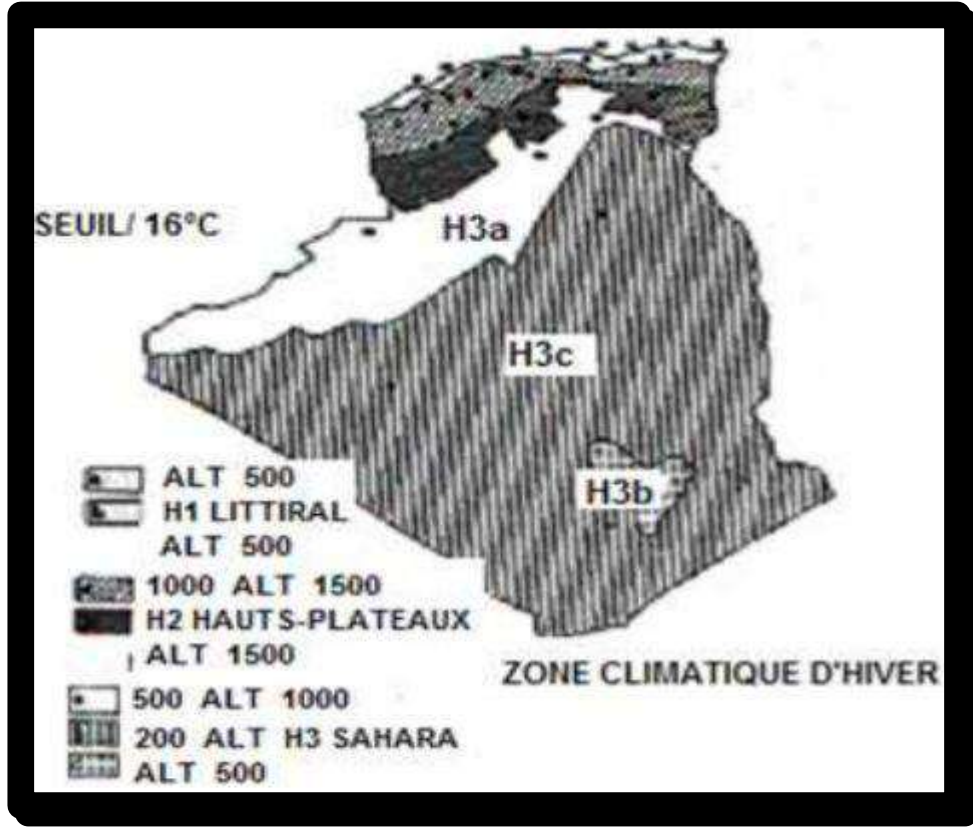 SEUIL/ 16°C
H3a
H3c
H3b
ALT 500
H1 LITTIRAL
ALT 500
1000 ALT 1500
H2 HAUTS-PLATEAUX
ALT 1500
500 ALT 1000
200 ALT H3 SAHARA
ALT 500
ZONE CLIMATIQUE D'HIVER